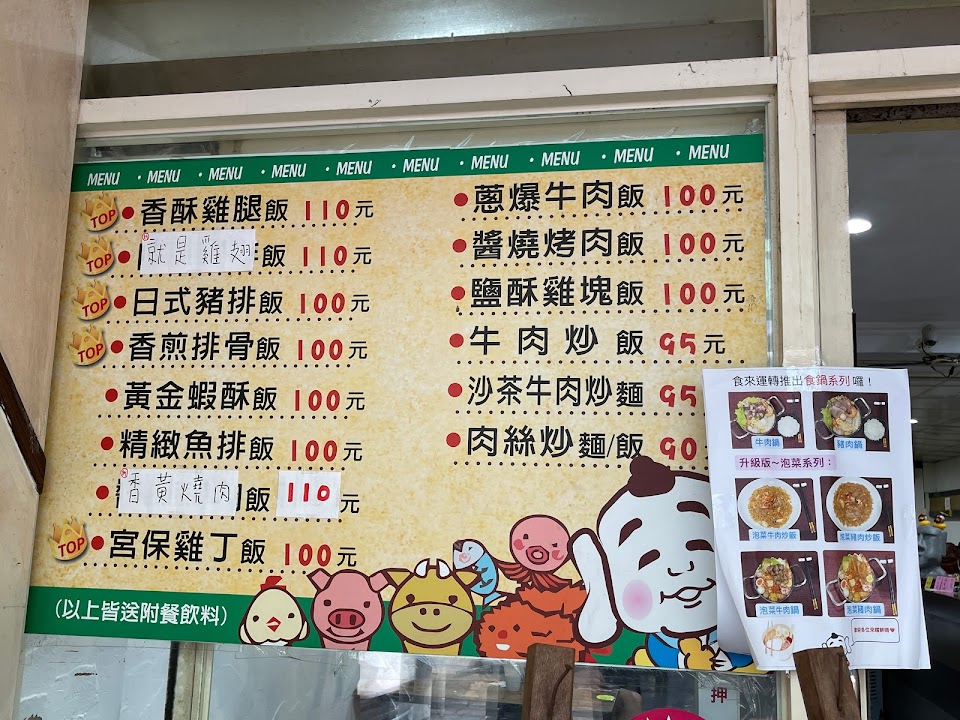 MENU · MENU · MENU · MENU · MENU · MENU · MENU · MENU · MENU · MENU
TOP 香酥雞腿飯 110元
TOP 就是雞翅飯 110元
TOP 日式豬排飯 100元
TOP 香煎排骨飯 100元
黃金蝦酥飯 100元
精緻魚排飯 100元
香黃燒肉飯 110元
TOP 宮保雞丁飯 100元
(以上皆送附餐飲料)
蔥爆牛肉飯 100元
醬燒烤肉飯 100元
鹽酥雞塊飯 100元
牛肉炒飯 95元
沙茶牛肉炒麵 95
肉絲炒麵/飯 90
食來運轉推出食鍋系列囉！
牛肉鍋
豬肉鍋
升級版~泡菜系列：
泡菜牛肉炒飯
泡菜豬肉炒飯
泡菜牛肉鍋
泡菜豬肉鍋
押